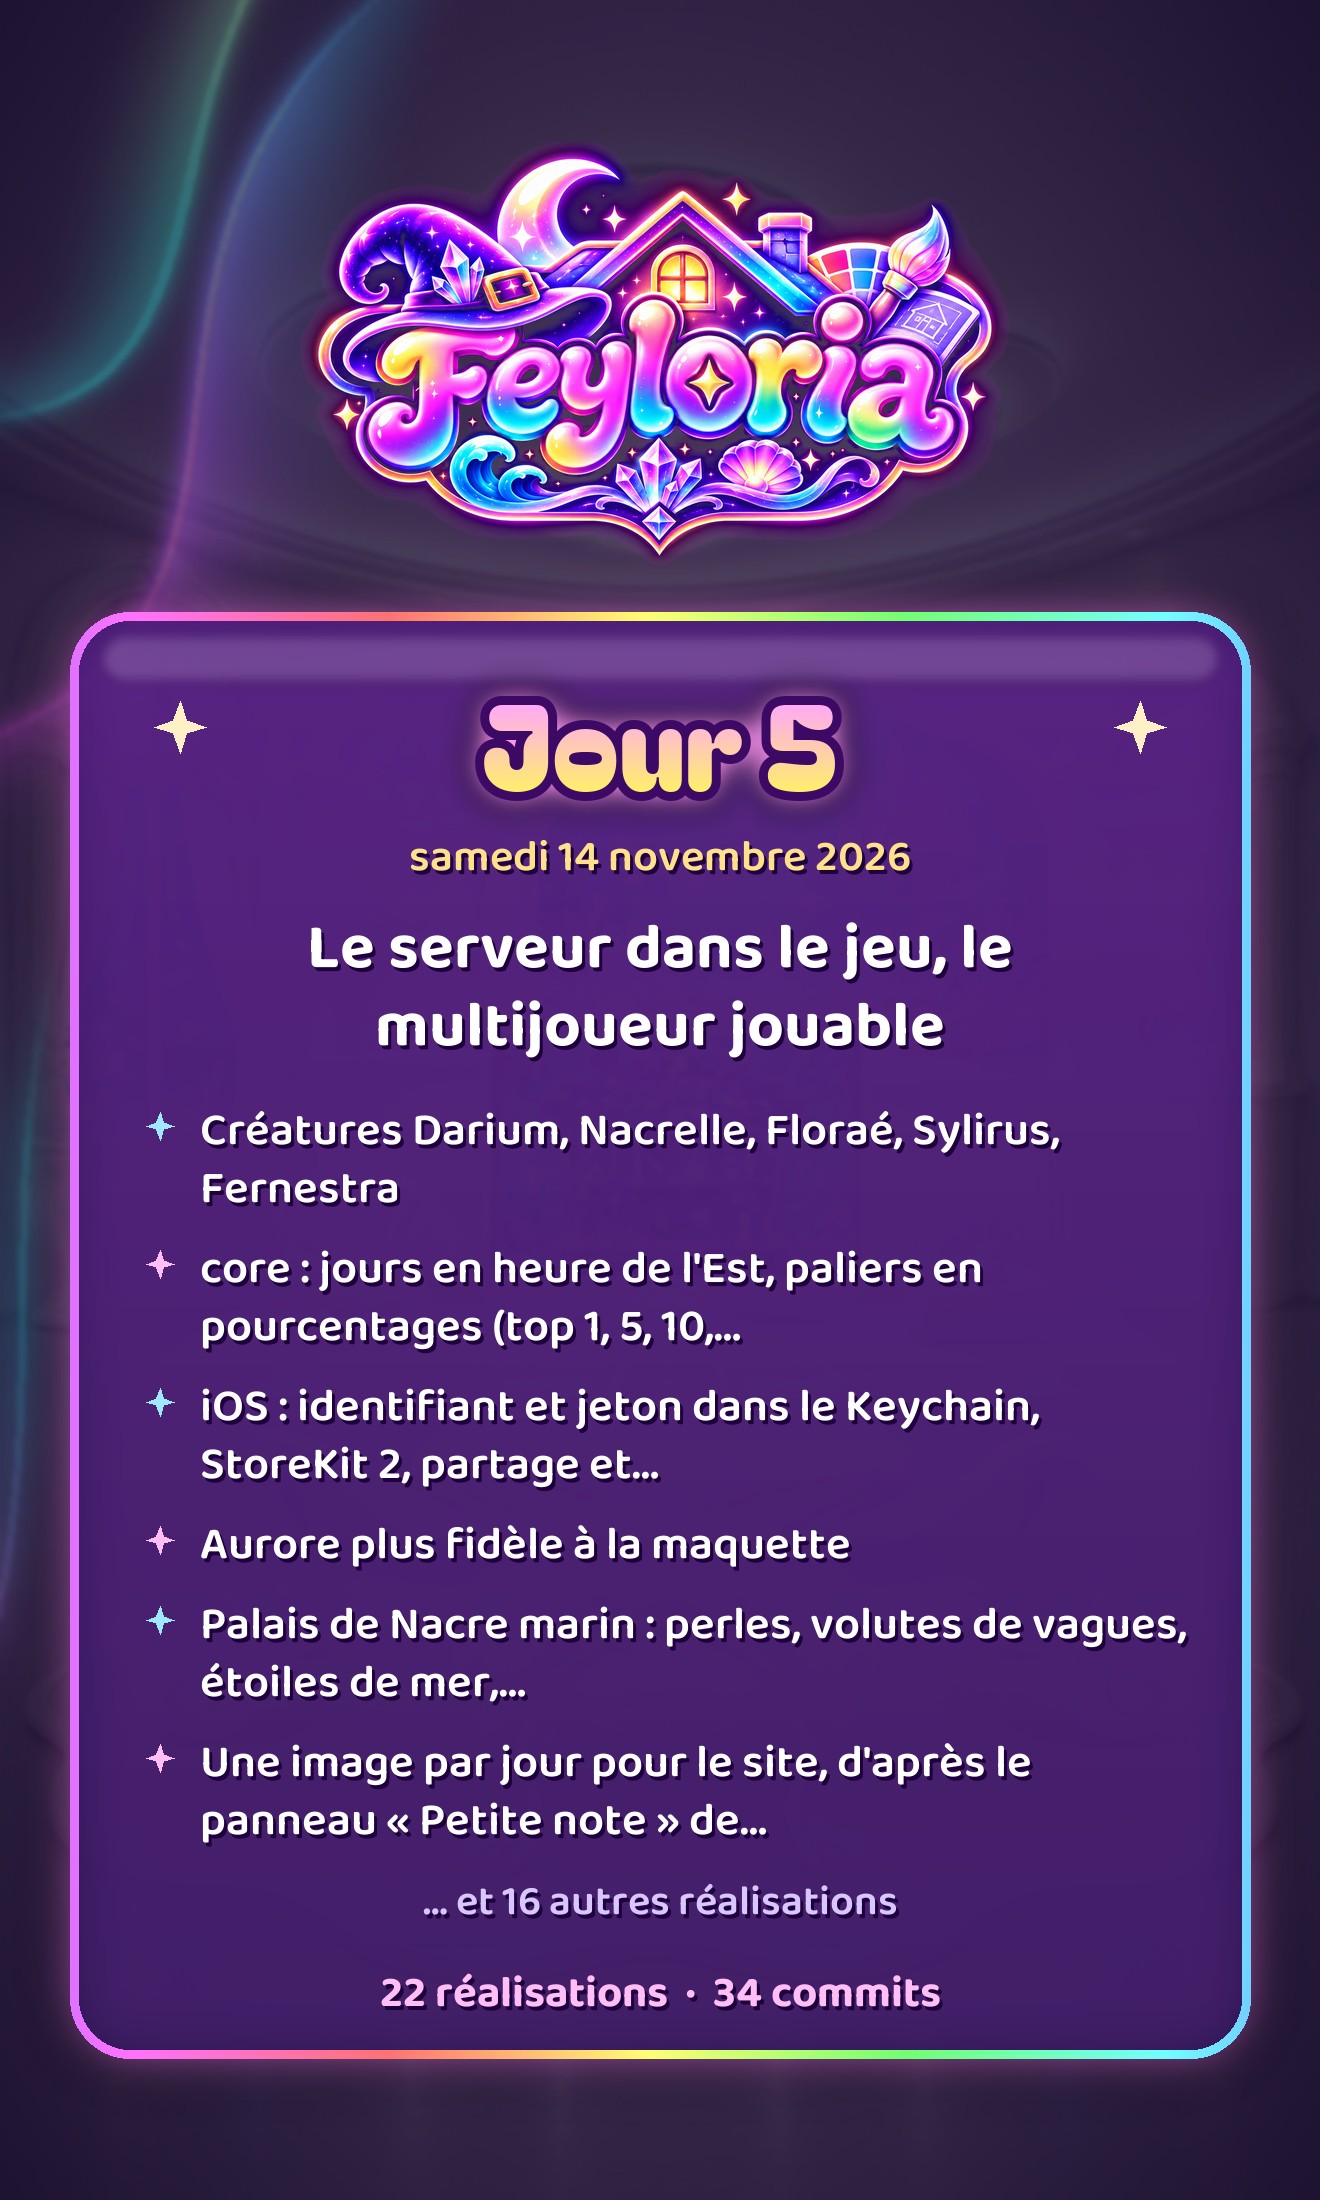 Feyloria
Jour 5
samedi 14 novembre 2026
Le serveur dans le jeu, le
multijoueur jouable
Créatures Darium, Nacrelle, Floraé, Sylirus,
Fernestra
core : jours en heure de l'Est, paliers en
pourcentages (top 1, 5, 10,...
iOS : identifiant et jeton dans le Keychain,
StoreKit 2, partage et...
Aurore plus fidèle à la maquette
Palais de Nacre marin : perles, volutes de vagues,
étoiles de mer,...
Une image par jour pour le site, d'après le
panneau « Petite note » de...
... et 16 autres réalisations
22 réalisations · 34 commits